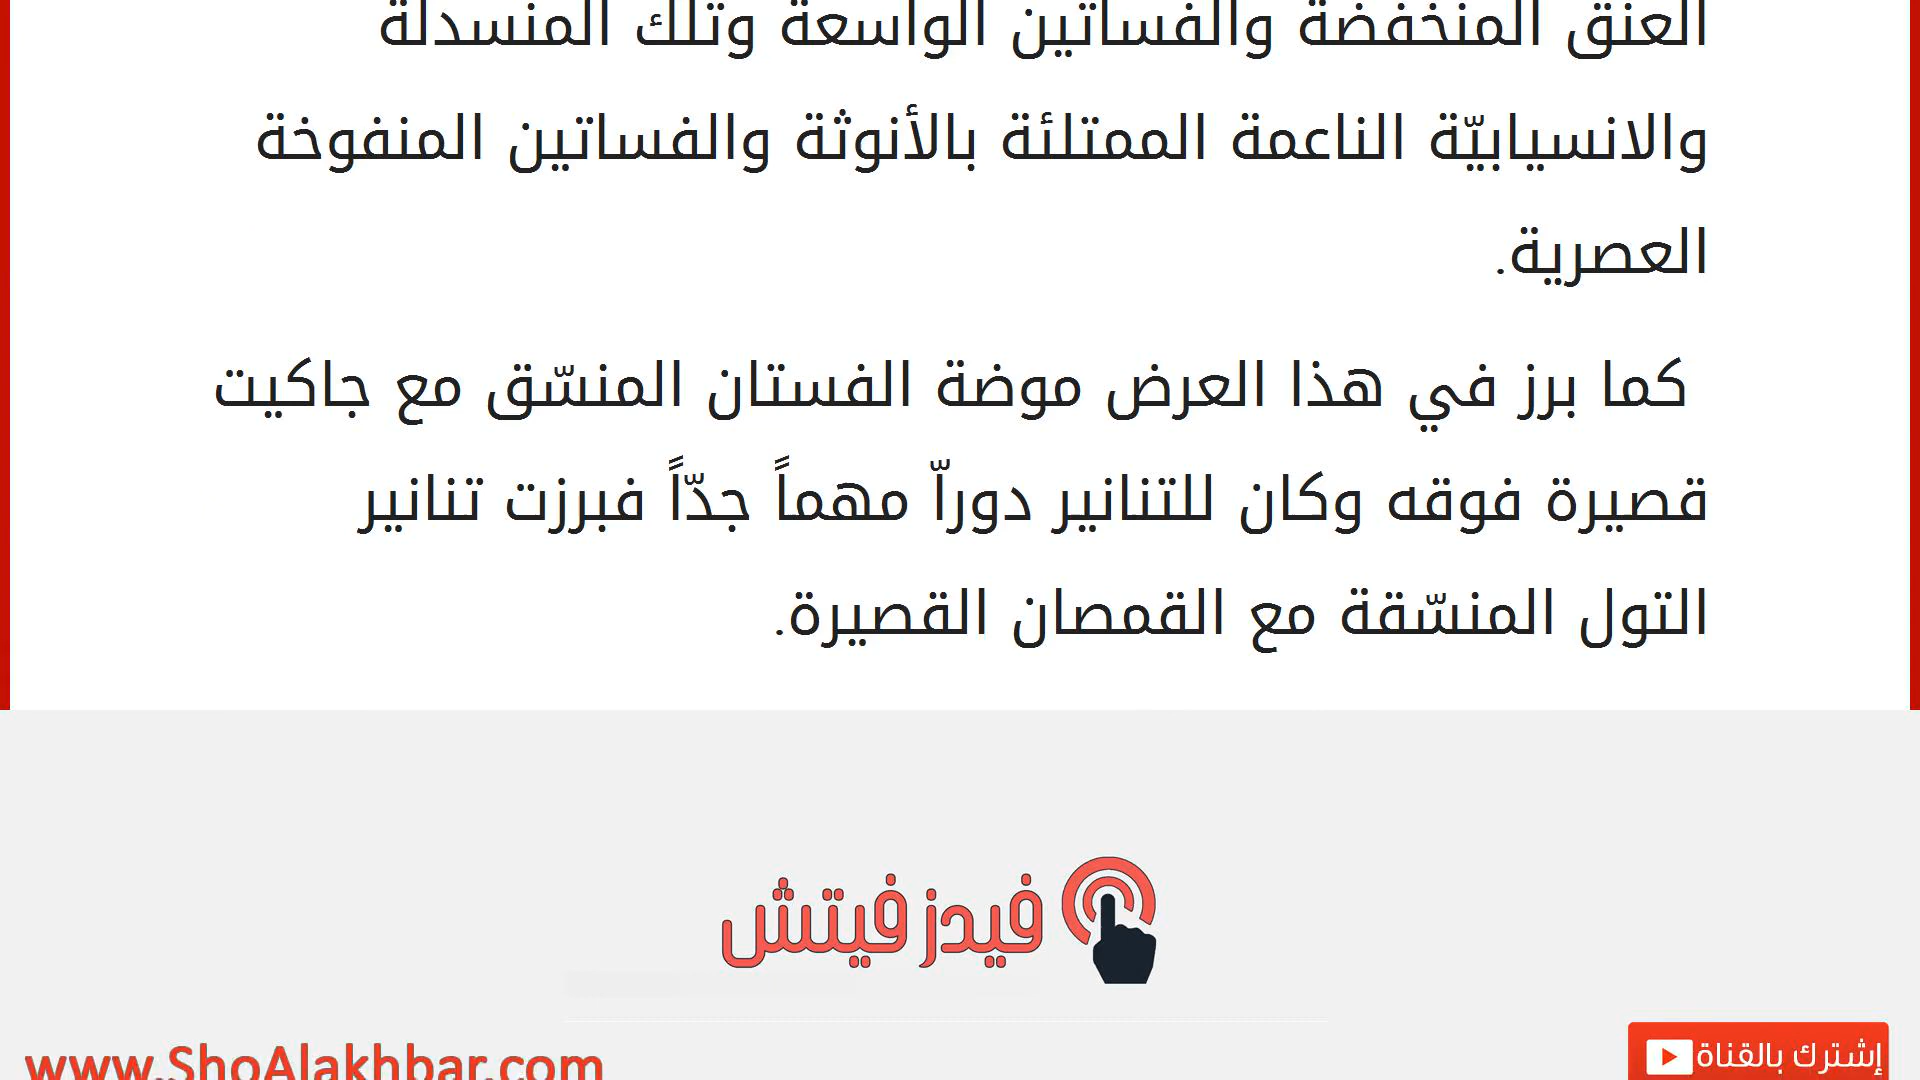 العنق المنخفضة والفساتين الواسعة وتلك المنسدلة
والانسيابيّة الناعمة الممتلئة بالأنوثة والفساتين المنفوخة
العصرية.
كما برز في هذا العرض موضة الفستان المنسّق مع جاكيت
قصيرة فوقه وكان للتنانير دوراّ مهماً جدّاً فبرزت تنانير
التول المنسّقة مع القمصان القصيرة.
فيدز فيتش
www.ShoAlakhbar.com
إشترك بالقناة